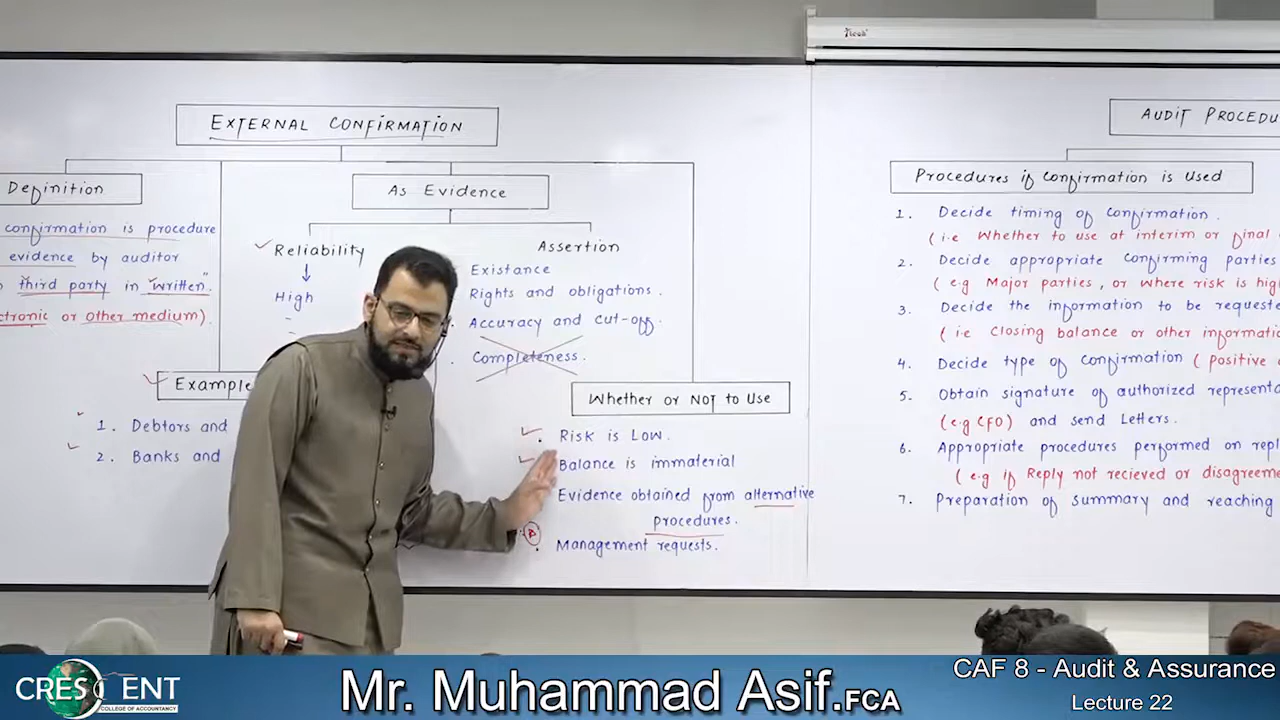 EXTERNAL CONFIRMATION
Definition
confirmation is procedure
evidence by auditor
third party in "written"
or other medium).
As Evidence
Reliability
High
Assertion
Existance
Rights and obligations.
Accuracy and Cut-off.
Completeness.
Example
1. Debtors and
2. Banks and
Whether or Not to Use
Risk is Low.
Balance is immaterial
Evidence obtained from alternative
procedures.
Management requests.
AUDIT PROCEDU
Procedures if Confirmation is Used
1. Decide timing of confirmation.
(i.e Whether to use at interim or final
2. Decide appropriate confirming parties
(e.g Major parties, or where risk is hig
3. Decide the information to be requeste
(i.e Closing balance or other informatio
4. Decide type of confirmation (positive o
5. Obtain signature of authorized represent
(e.g CFO) and send Letters.
6. Appropriate procedures performed on repl
(e.g if Reply not recieved or disagreeme
7. Preparation of summary and reaching
CRESCENT
COLLEGE OF ACCOUNTANCY
Mr. Muhammad Asif.FCA
CAF 8 - Audit & Assurance
Lecture 22